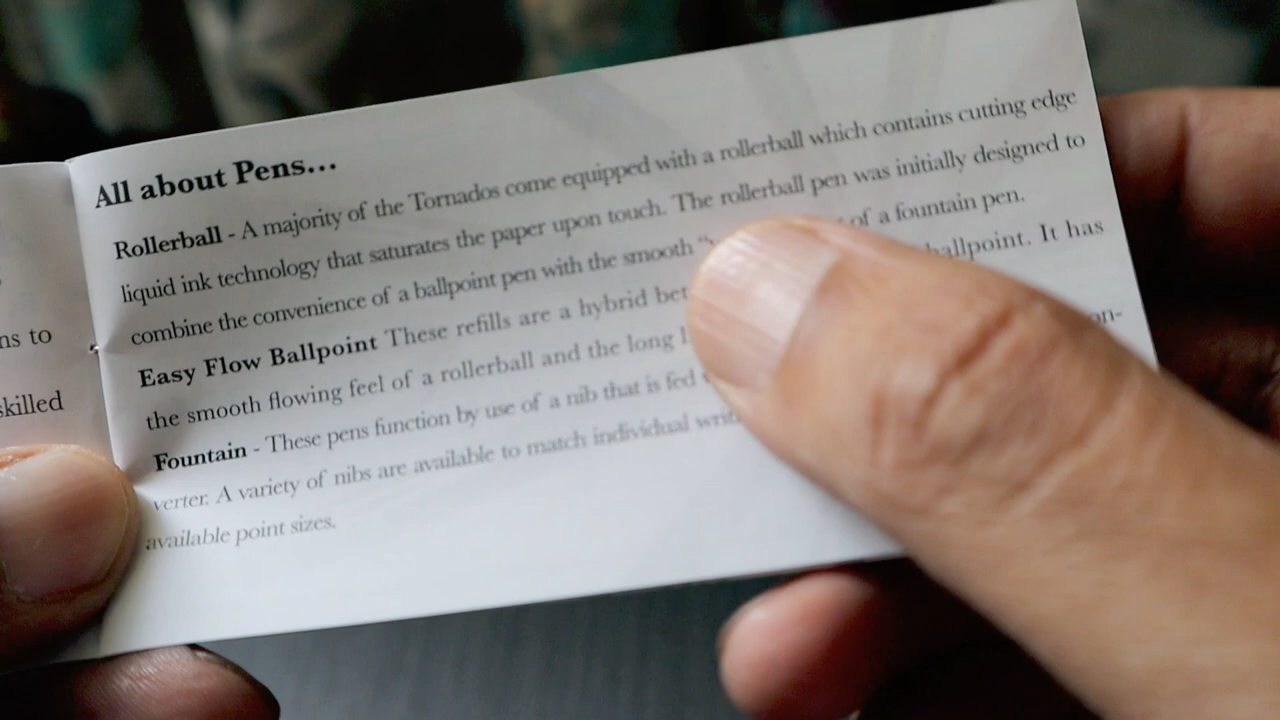 All about Pens...
Rollerball - A majority of the Tornados come equipped with a rollerball which contains cutting edge
liquid ink technology that saturates the paper upon touch. The rollerball pen was initially designed to
combine the convenience of a ballpoint pen with the smooth of a fountain pen.
Easy Flow Ballpoint These refills are a hybrid ballpoint. It has
the smooth flowing feel of a rollerball and the long
Fountain - These pens function by use of a nib that is fed
verter. A variety of nibs are available to match individual
available point sizes.
ns to
skilled